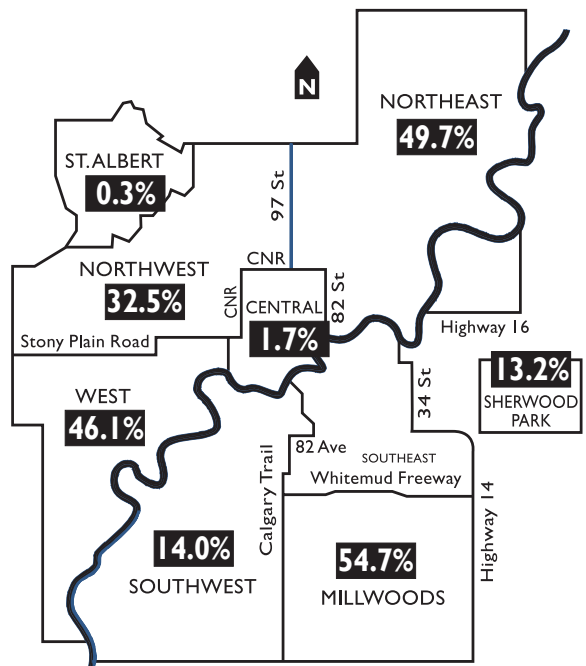 N
NORTHEAST
49.7%
ST.ALBERT
0.3%
97 St
NORTHWEST
32.5%
CNR
CNR
82 St
CENTRAL
1.7%
Stony Plain Road
Highway 16
WEST
46.1%
34 St
13.2%
SHERWOOD
PARK
82 Ave
SOUTHEAST
Whitemud Freeway
Calgary Trail
Highway 14
14.0%
SOUTHWEST
54.7%
MILLWOODS